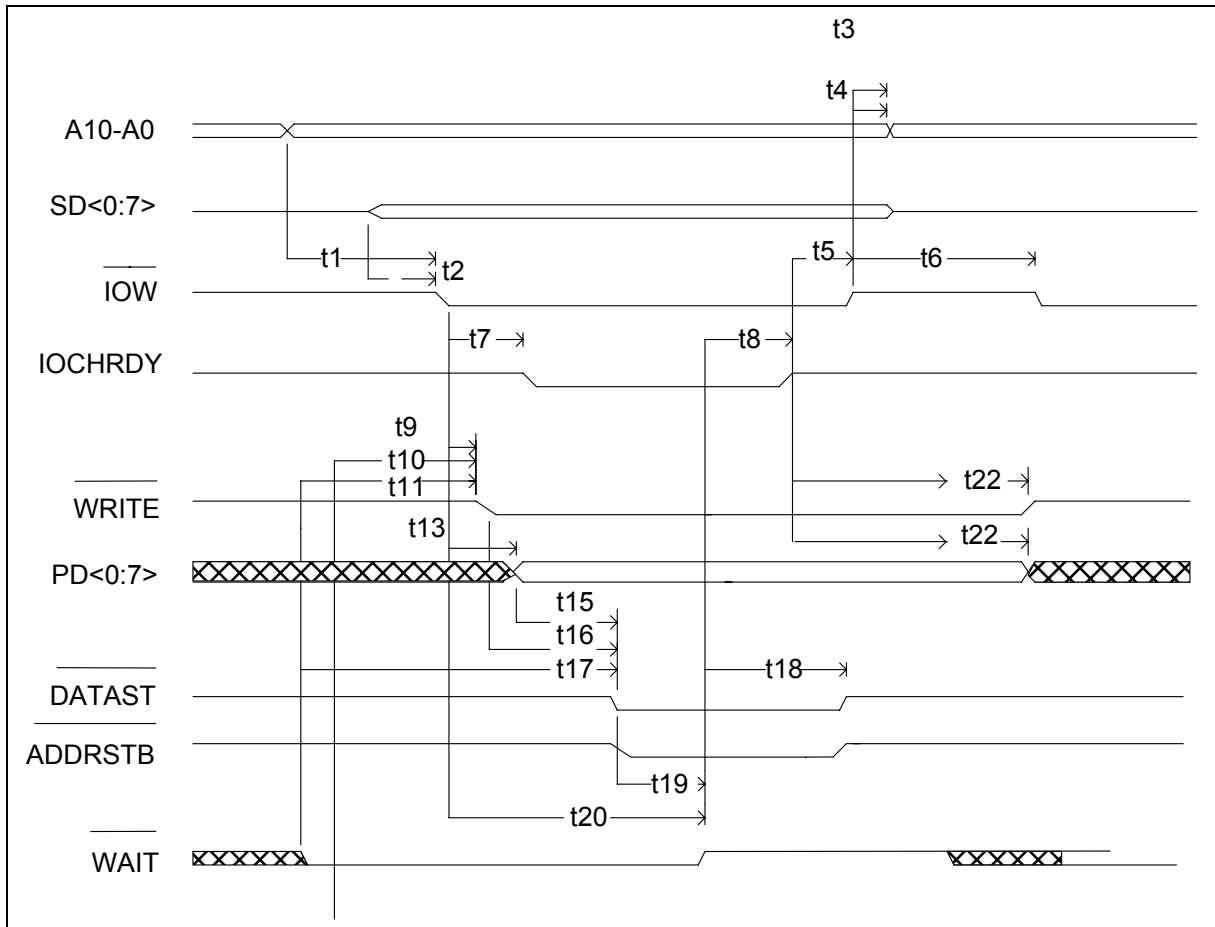 t3
t4
A10-A0
SD<0:7>
t5
t1
t6
t2
IOW
t7
t8
IOCHRDY
t9
t10
t11
t22
WRITE
t13
t22
PD<0:7>
t15
t16
t17
t18
DATAST
ADDRSTB
t19
t20
WAIT